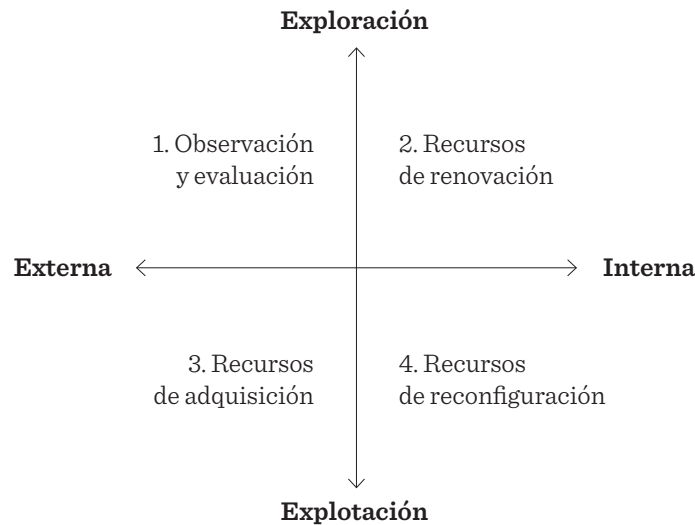 Exploración
1. Observación
y evaluación
2. Recursos
de renovación
Externa
Interna
3. Recursos
de adquisición
4. Recursos
de reconfiguración
Explotación